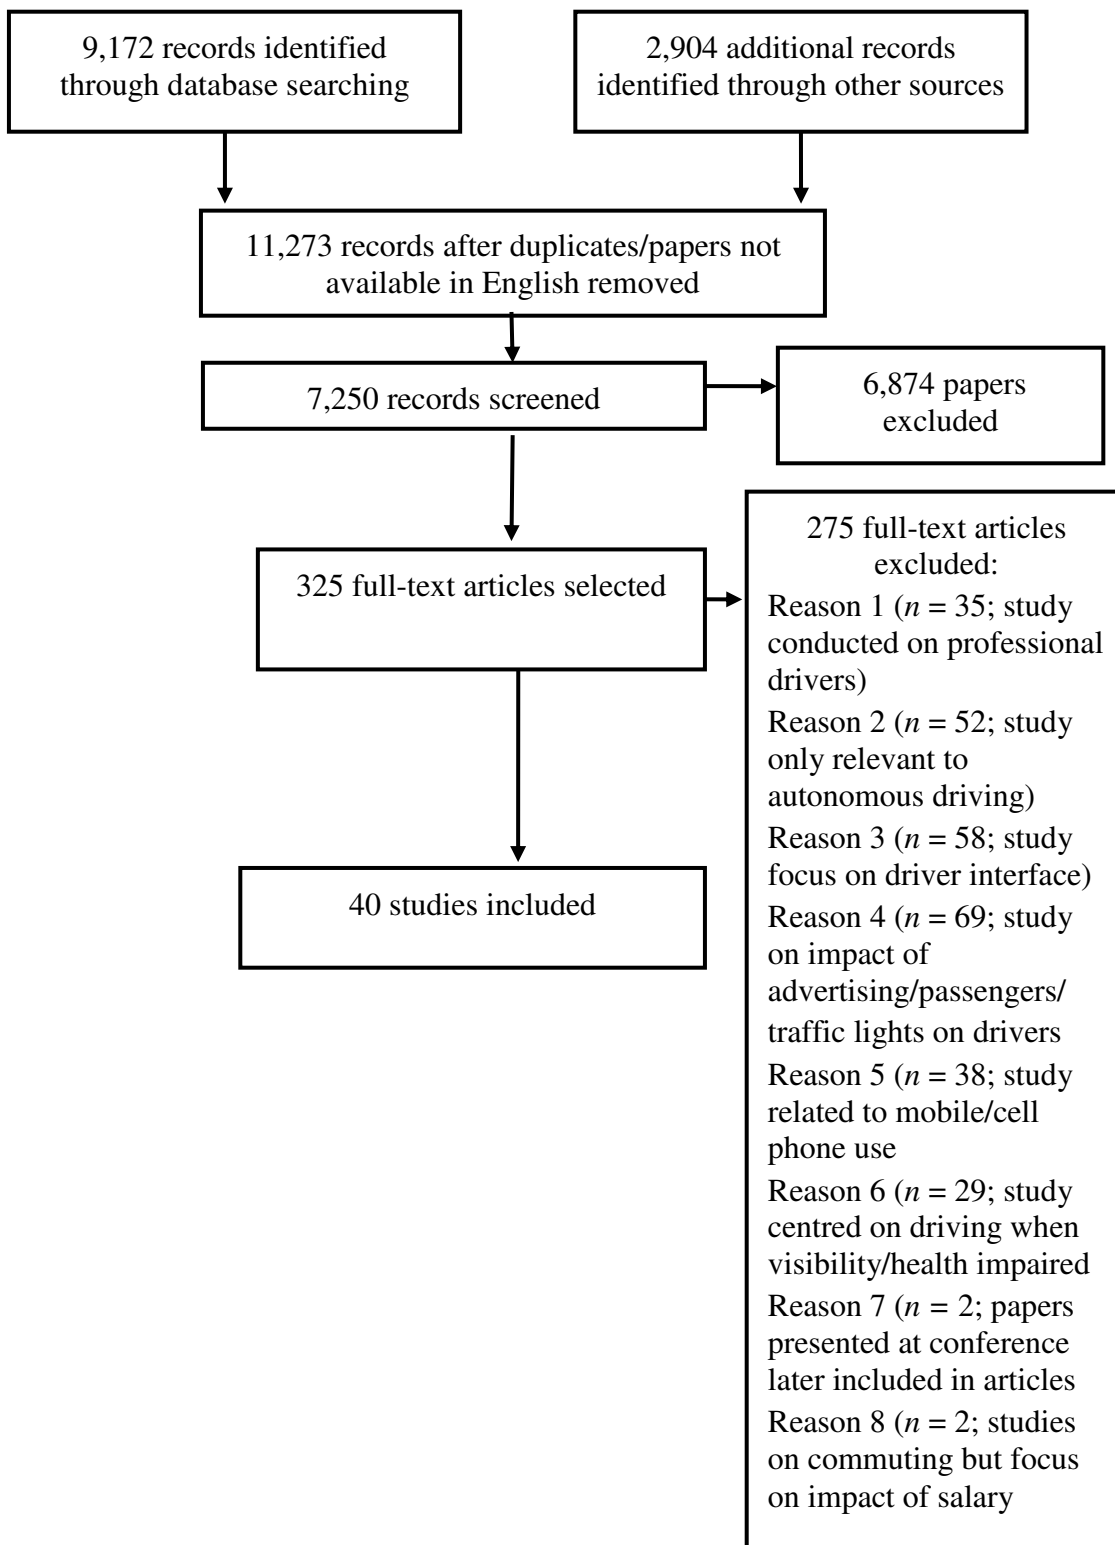 9,172 records identified
through database searching
2,904 additional records
identified through other sources
11,273 records after duplicates/papers not
available in English removed
7,250 records screened
6,874 papers
excluded
325 full-text articles selected
275 full-text articles
excluded:
Reason 1 (n = 35; study
conducted on professional
drivers)
Reason 2 (n = 52; study
only relevant to
autonomous driving)
Reason 3 (n = 58; study
focus on driver interface)
Reason 4 (n = 69; study
on impact of
advertising/passengers/
traffic lights on drivers
Reason 5 (n = 38; study
related to mobile/cell
phone use
Reason 6 (n = 29; study
centred on driving when
visibility/health impaired
Reason 7 (n = 2; papers
presented at conference
later included in articles
Reason 8 (n = 2; studies
on commuting but focus
on impact of salary
40 studies included